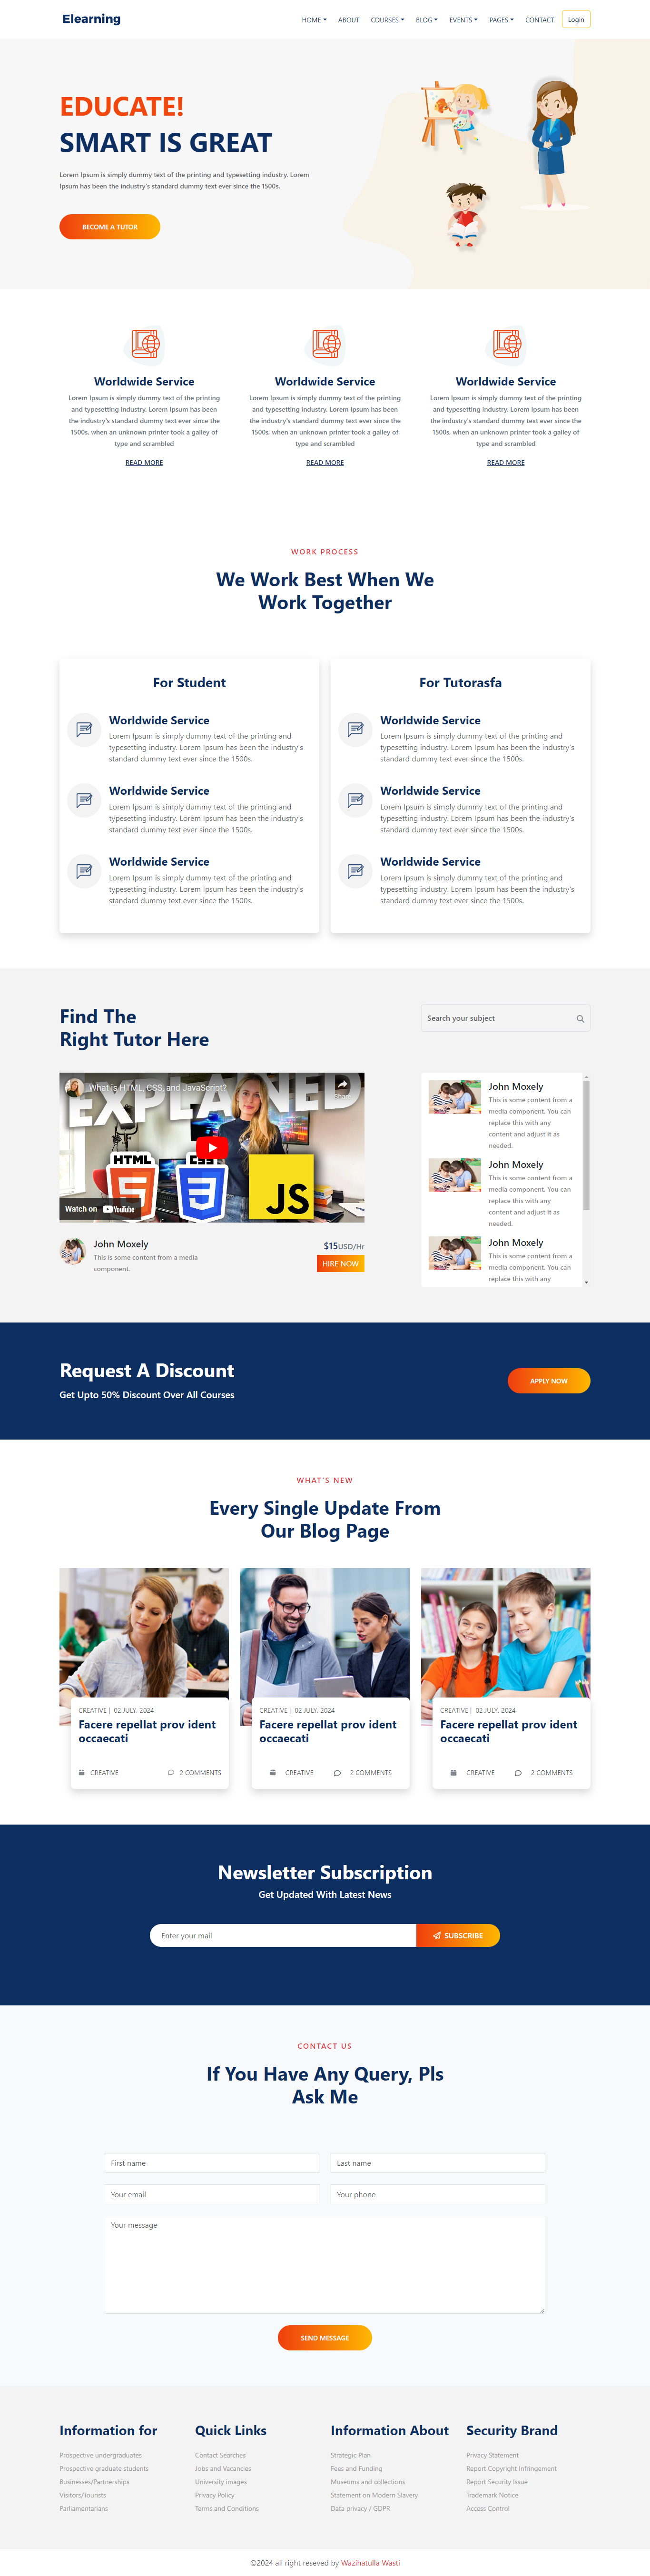 Elearning
HOME ABOUT COURSES BLOG EVENTS PAGES CONTACT Login
EDUCATE!
SMART IS GREAT
Lorem Ipsum is simply dummy text of the printing and typesetting industry. Lorem
Ipsum has been the industry's standard dummy text ever since the 1500s.
BECOME A TUTOR
Worldwide Service
Lorem Ipsum is simply dummy text of the printing
and typesetting industry. Lorem Ipsum has been
the industry's standard dummy text ever since the
1500s, when an unknown printer took a galley of
type and scrambled
READ MORE
Worldwide Service
Lorem Ipsum is simply dummy text of the printing
and typesetting industry. Lorem Ipsum has been
the industry's standard dummy text ever since the
1500s, when an unknown printer took a galley of
type and scrambled
READ MORE
Worldwide Service
Lorem Ipsum is simply dummy text of the printing
and typesetting industry. Lorem Ipsum has been
the industry's standard dummy text ever since the
1500s, when an unknown printer took a galley of
type and scrambled
READ MORE
WORK PROCESS
We Work Best When We
Work Together
For Student
Worldwide Service
Lorem Ipsum is simply dummy text of the printing and
typesetting industry. Lorem Ipsum has been the industry's
standard dummy text ever since the 1500s.
Worldwide Service
Lorem Ipsum is simply dummy text of the printing and
typesetting industry. Lorem Ipsum has been the industry's
standard dummy text ever since the 1500s.
Worldwide Service
Lorem Ipsum is simply dummy text of the printing and
typesetting industry. Lorem Ipsum has been the industry's
standard dummy text ever since the 1500s.
For Tutorasfa
Worldwide Service
Lorem Ipsum is simply dummy text of the printing and
typesetting industry. Lorem Ipsum has been the industry's
standard dummy text ever since the 1500s.
Worldwide Service
Lorem Ipsum is simply dummy text of the printing and
typesetting industry. Lorem Ipsum has been the industry's
standard dummy text ever since the 1500s.
Worldwide Service
Lorem Ipsum is simply dummy text of the printing and
typesetting industry. Lorem Ipsum has been the industry's
standard dummy text ever since the 1500s.
Find The
Right Tutor Here
Search your subject
What is HTML, CSS, and JavaScript?
EXPLAINED
HTML
CSS
JS
Watch on YouTube
John Moxely
This is some content from a media
component.
$15USD/Hr
HIRE NOW
John Moxely
This is some content from a
media component. You can
replace this with any
content and adjust it as
needed.
John Moxely
This is some content from a
media component. You can
replace this with any
content and adjust it as
needed.
John Moxely
This is some content from a
media component. You can
replace this with any
Request A Discount
Get Upto 50% Discount Over All Courses
APPLY NOW
WHAT'S NEW
Every Single Update From
Our Blog Page
CREATIVE | 02 JULY, 2024
Facere repellat prov ident
occaecati
CREATIVE 2 COMMENTS
CREATIVE | 02 JULY, 2024
Facere repellat prov ident
occaecati
CREATIVE 2 COMMENTS
CREATIVE | 02 JULY, 2024
Facere repellat prov ident
occaecati
CREATIVE 2 COMMENTS
Newsletter Subscription
Get Updated With Latest News
Enter your mail
SUBSCRIBE
CONTACT US
If You Have Any Query, Pls
Ask Me
First name
Last name
Your email
Your phone
Your message
SEND MESSAGE
Information for
Prospective undergraduates
Prospective graduate students
Businesses/Partnerships
Visitors/Tourists
Parliamentarians
Quick Links
Contact Searches
Jobs and Vacancies
University images
Privacy Policy
Terms and Conditions
Information About
Strategic Plan
Fees and Funding
Museums and collections
Statement on Modern Slavery
Data privacy / GDPR
Security Brand
Privacy Statement
Report Copyright Infringement
Report Security Issue
Trademark Notice
Access Control
©2024 all right reseved by Wazihatulla Wasti